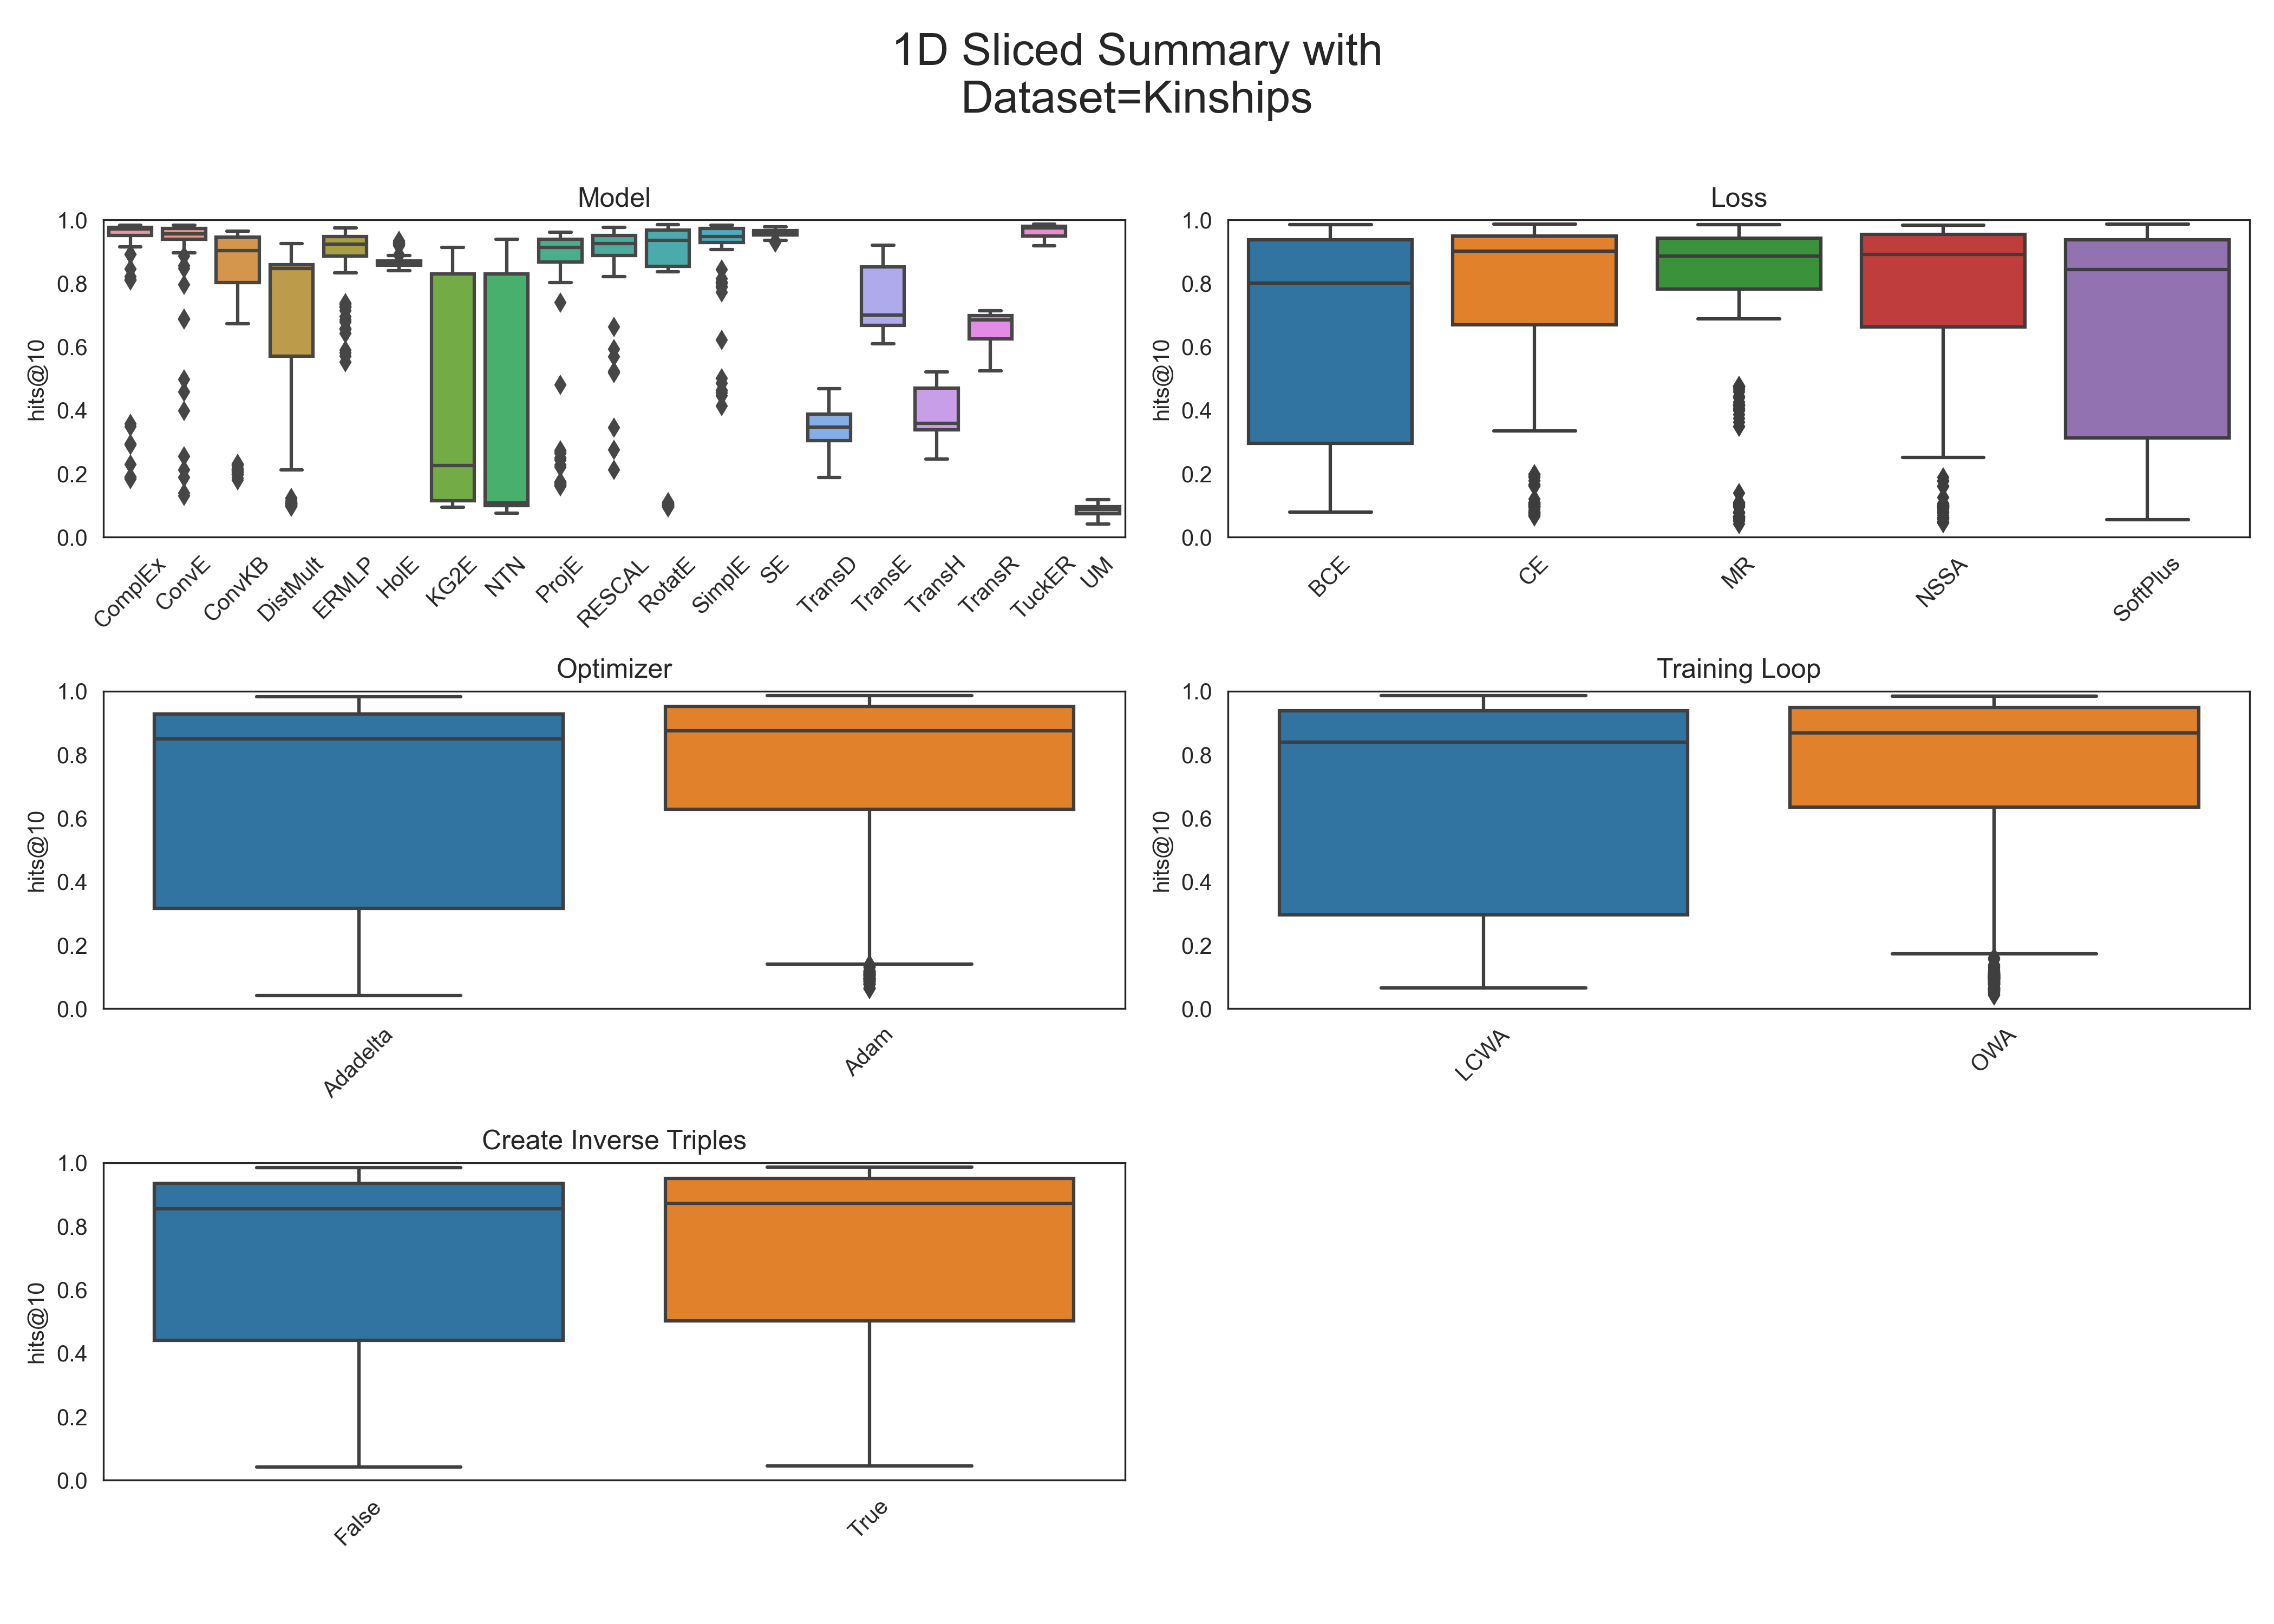 1D Sliced Summary with
Dataset=Kinships
Model
hits@10
1.0
0.8
0.6
0.4
0.2
0.0
ComplEx
ConvE
ConvKB
DistMult
ERMLP
HolE
KG2E
NTN
ProjE
RESCAL
RotatE
SimplE
SE
TransD
TransE
TransH
TransR
TuckER
UM
Loss
hits@10
1.0
0.8
0.6
0.4
0.2
0.0
BCE
CE
MR
NSSA
SoftPlus
Optimizer
hits@10
1.0
0.8
0.6
0.4
0.2
0.0
Adadelta
Adam
Training Loop
hits@10
1.0
0.8
0.6
0.4
0.2
0.0
LCWA
OWA
Create Inverse Triples
hits@10
1.0
0.8
0.6
0.4
0.2
0.0
False
True